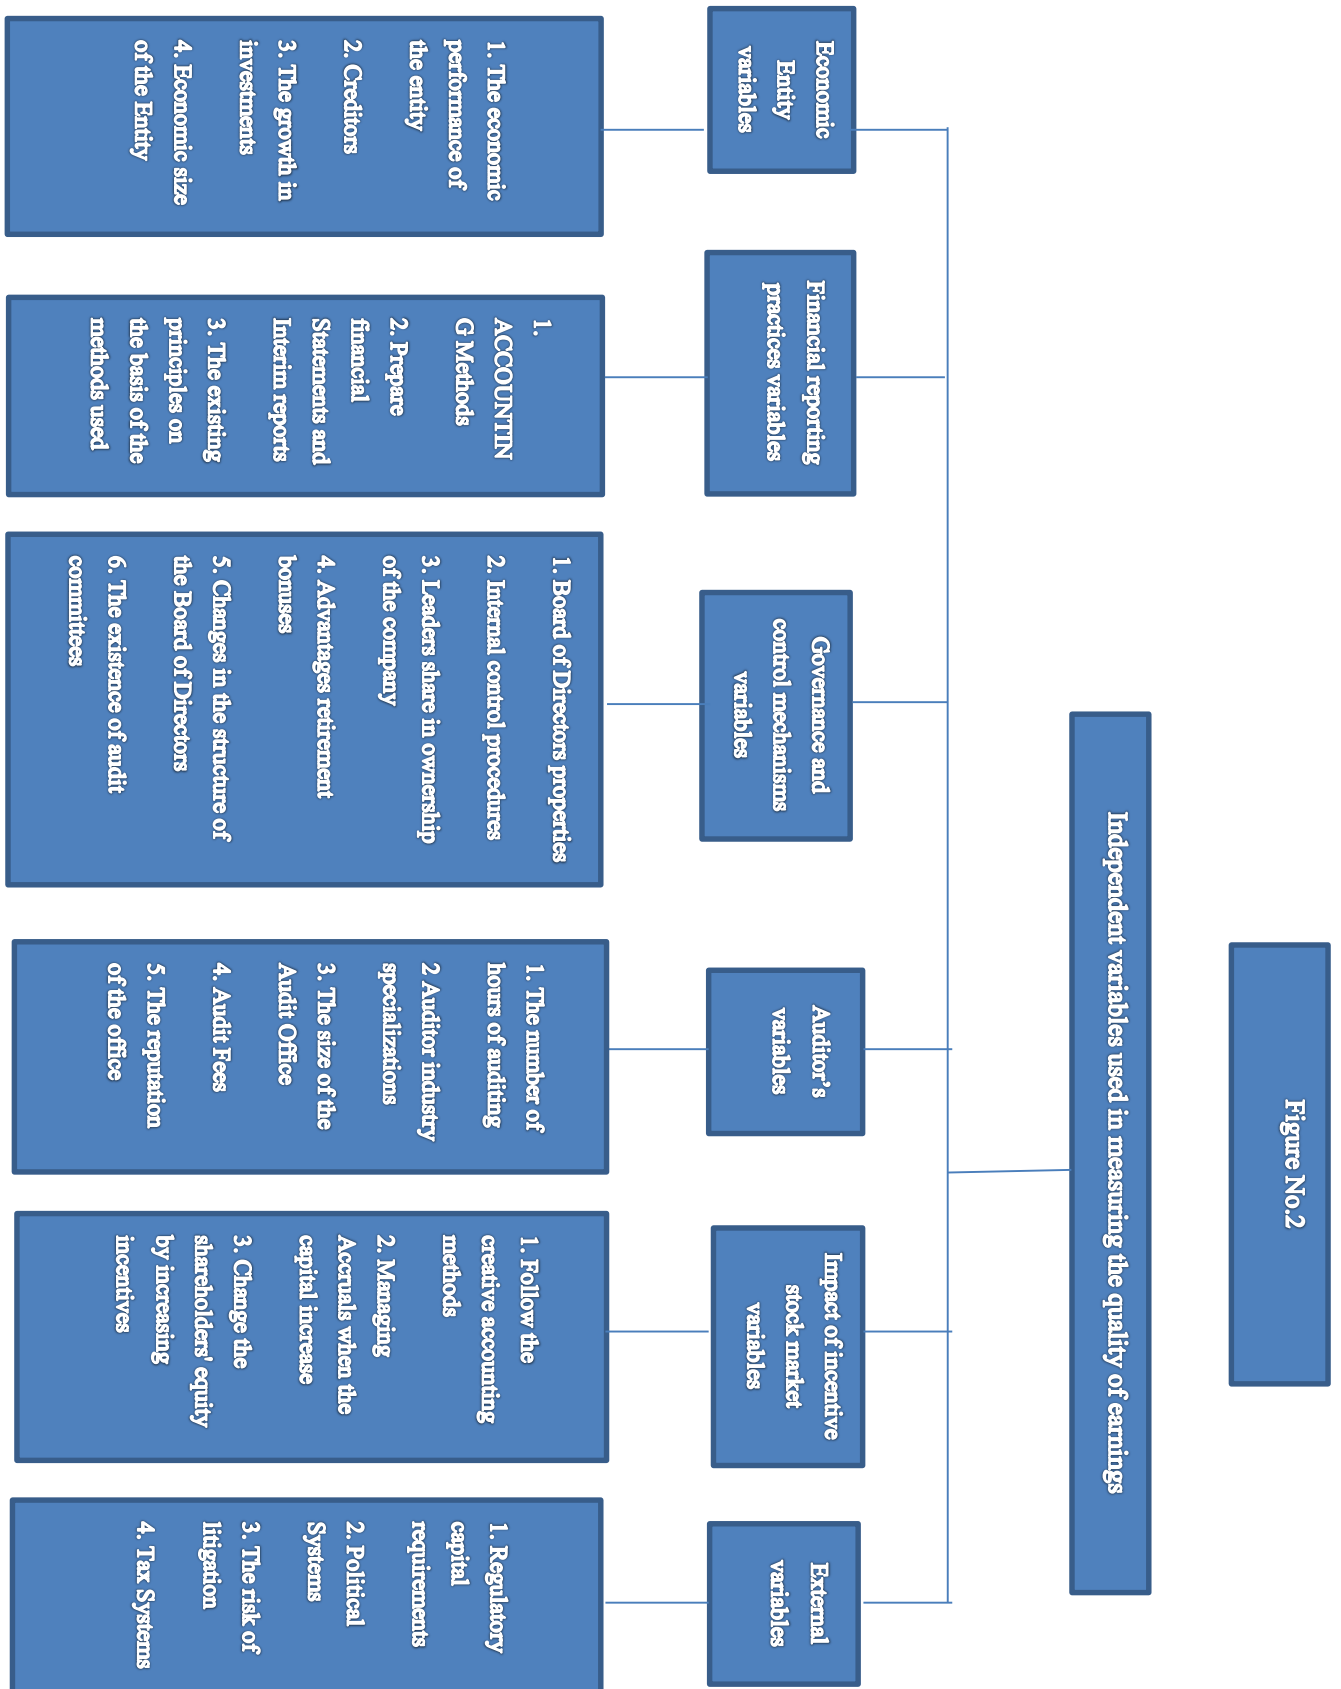 Figure No.2
Independent variables used in measuring the quality of earnings
Economic
Entity
variables
Financial reporting
practices variables
Governance and
control mechanisms
variables
Auditor's
variables
Impact of incentive
stock market
variables
External
variables
1. The economic
performance of
the entity
2. Creditors
3. The growth in
investments
4. Economic size
of the Entity
1.
ACCOUNTIN
G Methods
2. Prepare
financial
Statements and
Interim reports
3. The existing
principles on
the basis of the
methods used
1. Board of Directors properties
2. Internal control procedures
3. Leaders share in ownership
of the company
4. Advantages retirement
bonuses
5. Changes in the structure of
the Board of Directors
6. The existence of audit
committees
1. The number of
hours of auditing
2 Auditor industry
specializations
3. The size of the
Audit Office
4. Audit Fees
5. The reputation
of the office
1. Follow the
creative accounting
methods
2. Managing
Accruals when the
capital increase
3. Change the
shareholders' equity
by increasing
incentives
1. Regulatory
capital
requirements
2. Political
Systems
3. The risk of
litigation
4. Tax Systems